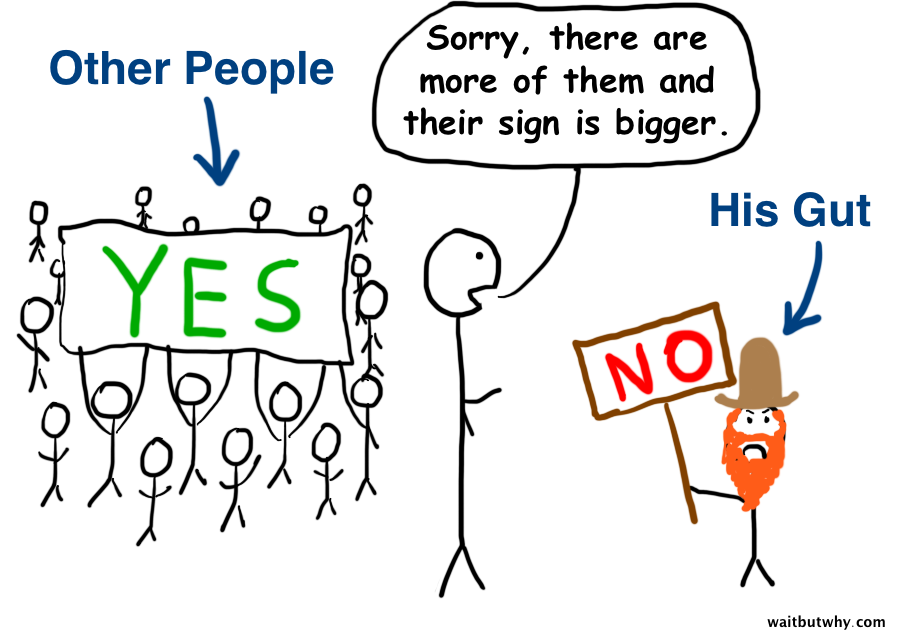 Other People
Sorry, there are
more of them and
their sign is bigger.
His Gut
YES
NO
waitbutwhy.com